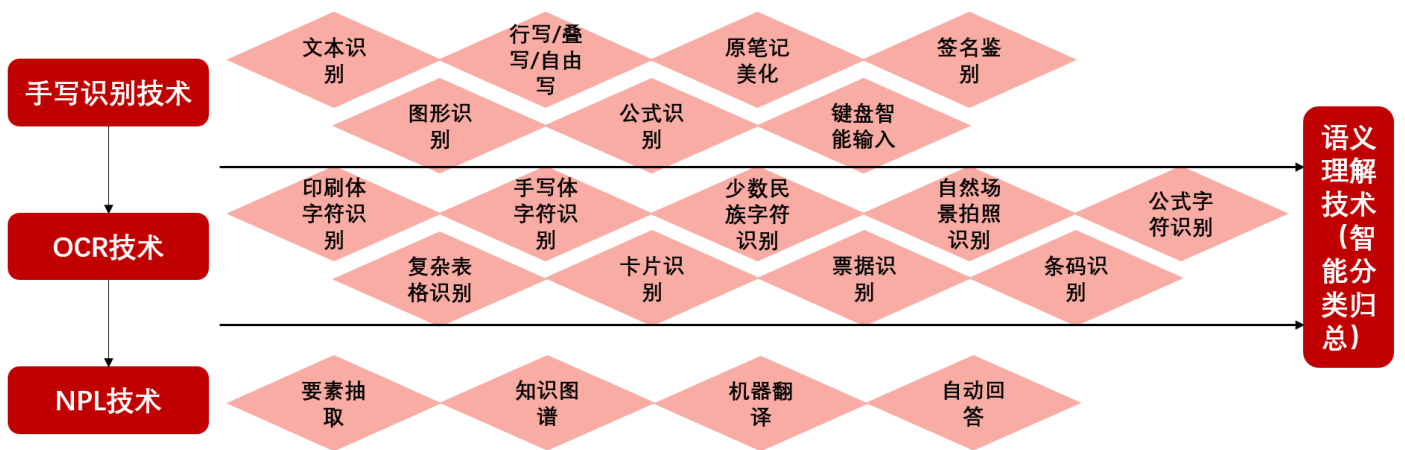 手写识别技术
文本识
别
行写/叠
写/自由
写
原笔记
美化
签名鉴
别
图形识
别
公式识
别
键盘智
能输入
OCR技术
印刷体
字符识
别
手写体
字符识
别
少数民
族字符
识别
自然场
景拍照
识别
公式字
符识别
复杂表
格识别
卡片识
别
票据识
别
条码识
别
NPL技术
要素抽
取
知识图
谱
机器翻
译
自动回
答
语义
理解
技术
（智
能分
类归
总）